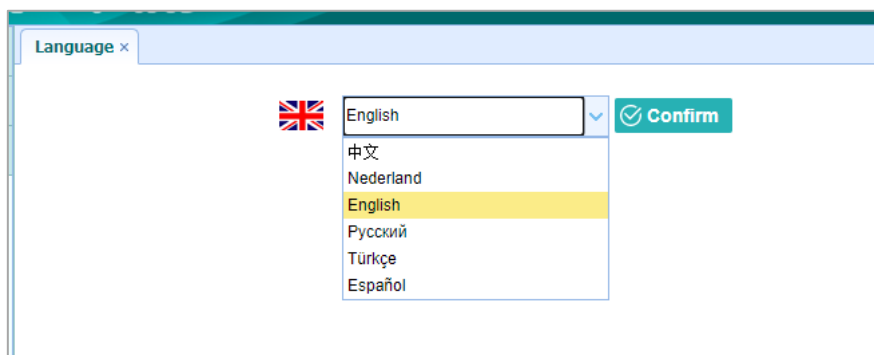 Language ×
English
Confirm
中文
Nederland
English
Русский
Türkçe
Español